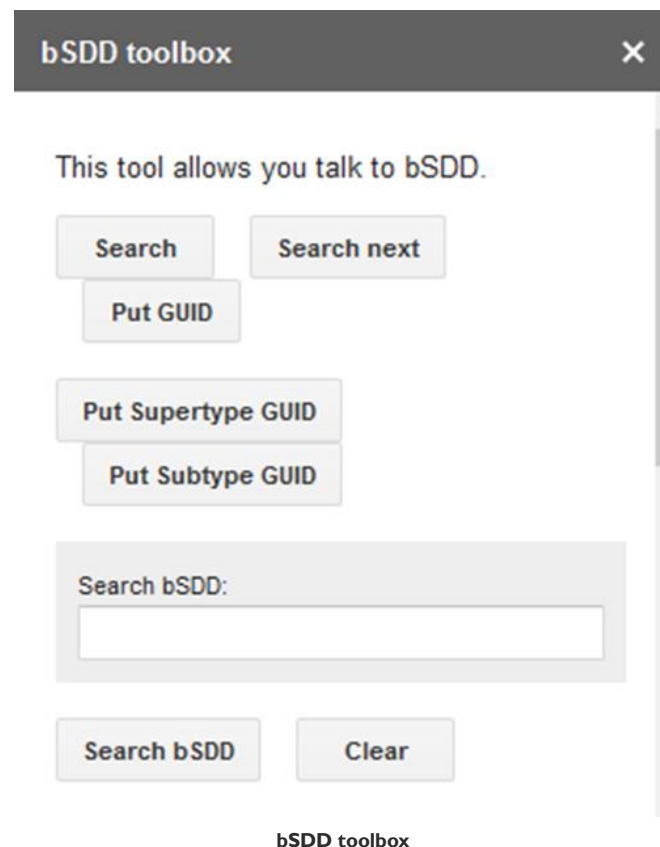 bSDD toolbox ×
This tool allows you talk to bSDD.
Search Search next
Put GUID
Put Supertype GUID
Put Subtype GUID
Search bSDD:
Search bSDD Clear
bSDD toolbox